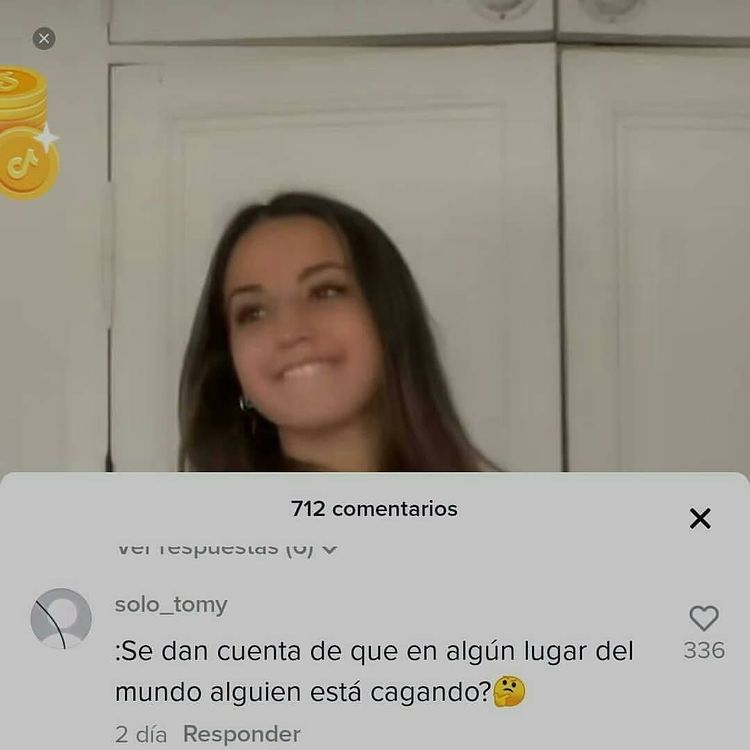 712 comentarios
Ver respuestas (6)
solo_tomy
:Se dan cuenta de que en algún lugar del
mundo alguien está cagando?🤔
336
2 día Responder